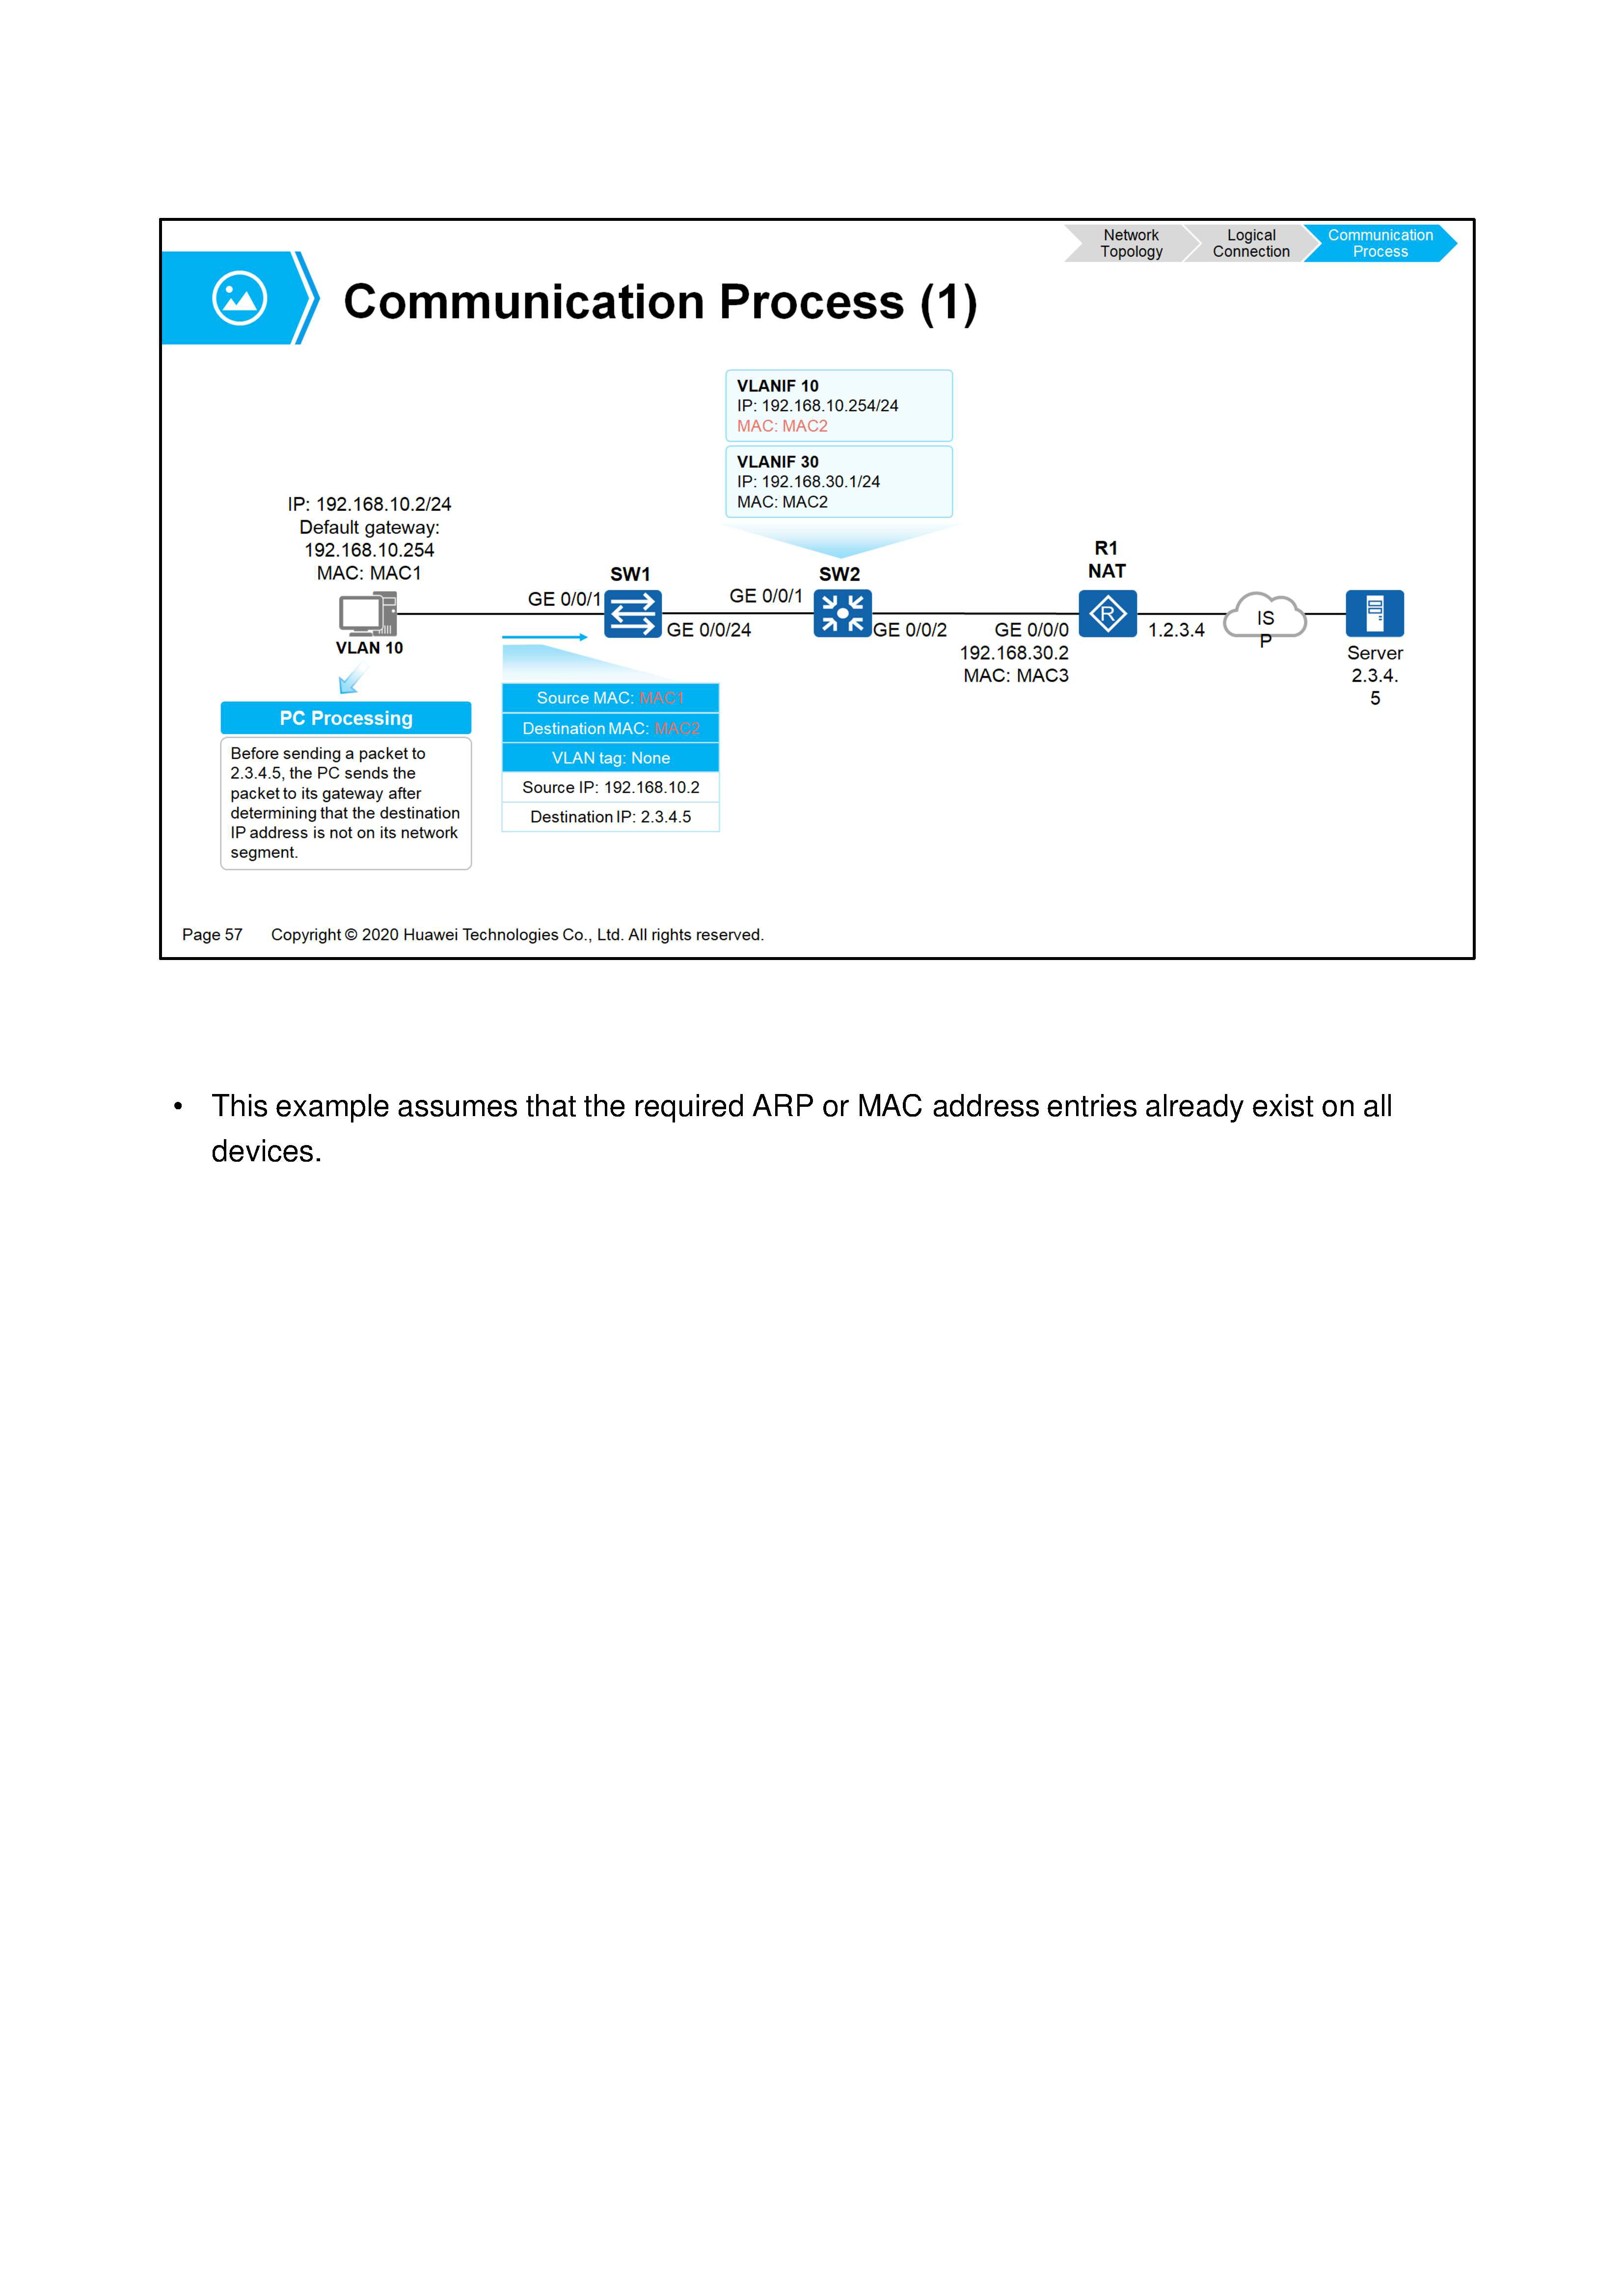 Network
Topology
Logical
Connection
Communication
Process
Communication Process (1)
VLANIF 10
IP: 192.168.10.254/24
MAC: MAC2
VLANIF 30
IP: 192.168.30.1/24
MAC: MAC2
IP: 192.168.10.2/24
Default gateway:
192.168.10.254
MAC: MAC1
VLAN 10
GE 0/0/1
SW1
GE 0/0/24
GE 0/0/1
SW2
GE 0/0/2
R1
NAT
GE 0/0/0
192.168.30.2
MAC: MAC3
R
1.2.3.4
IS
P
Server
2.3.4.
5
PC Processing
Before sending a packet to
2.3.4.5, the PC sends the
packet to its gateway after
determining that the destination
IP address is not on its network
segment.
Source MAC: MAC1
Destination MAC: MAC2
VLAN tag: None
Source IP: 192.168.10.2
Destination IP: 2.3.4.5
Page 57 Copyright © 2020 Huawei Technologies Co., Ltd. All rights reserved.
• This example assumes that the required ARP or MAC address entries already exist on all
devices.